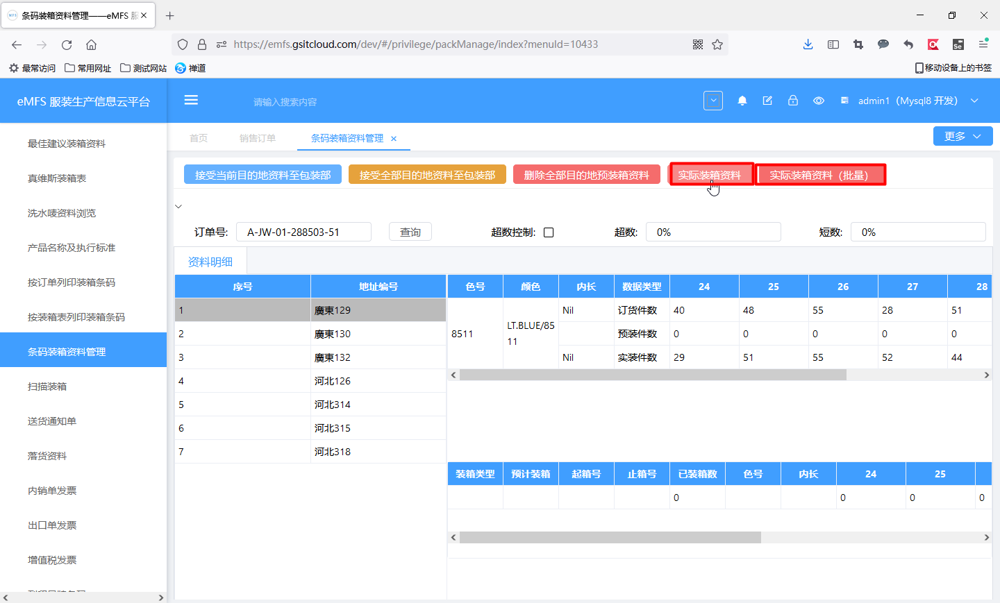 条码装箱资料管理——eMFS 服
https://emfs.gsitcloud.com/dev/#/privilege/packManage/index?menuId=10433
最常访问 常用网址 测试网站 禅道 移动设备上的书签
eMFS 服装生产信息云平台 请输入搜索内容 admin1（Mysql8 开发）
首页 销售订单 条码装箱资料管理 更多
最佳建议装箱资料
真维斯装箱表
洗水唛资料浏览
产品名称及执行标准
按订单列印装箱条码
按装箱表列印装箱条码
条码装箱资料管理
扫描装箱
送货通知单
落货资料
内销单发票
出口单发票
增值税发票
接受当前目的地资料至包装部 接受全部目的地资料至包装部 删除全部目的地预装箱资料 实际装箱资料 实际装箱资料（批量）
订单号: A-JW-01-288503-51 查询 超数控制: 超数: 0% 短数: 0%
资料明细
序号 地址编号
1 廣東129
2 廣東130
3 廣東132
4 河北126
5 河北314
6 河北315
7 河北318
色号 颜色 内长 数据类型 24 25 26 27 28
8511 LT.BLUE/85
11
Nil 订货件数 40 48 55 28 51
预装件数 0 0 0 0 0
Nil 实装件数 29 51 55 52 44
装箱类型 预计装箱 起箱号 止箱号 已装箱数 色号 内长 24 25
0 0 0 0